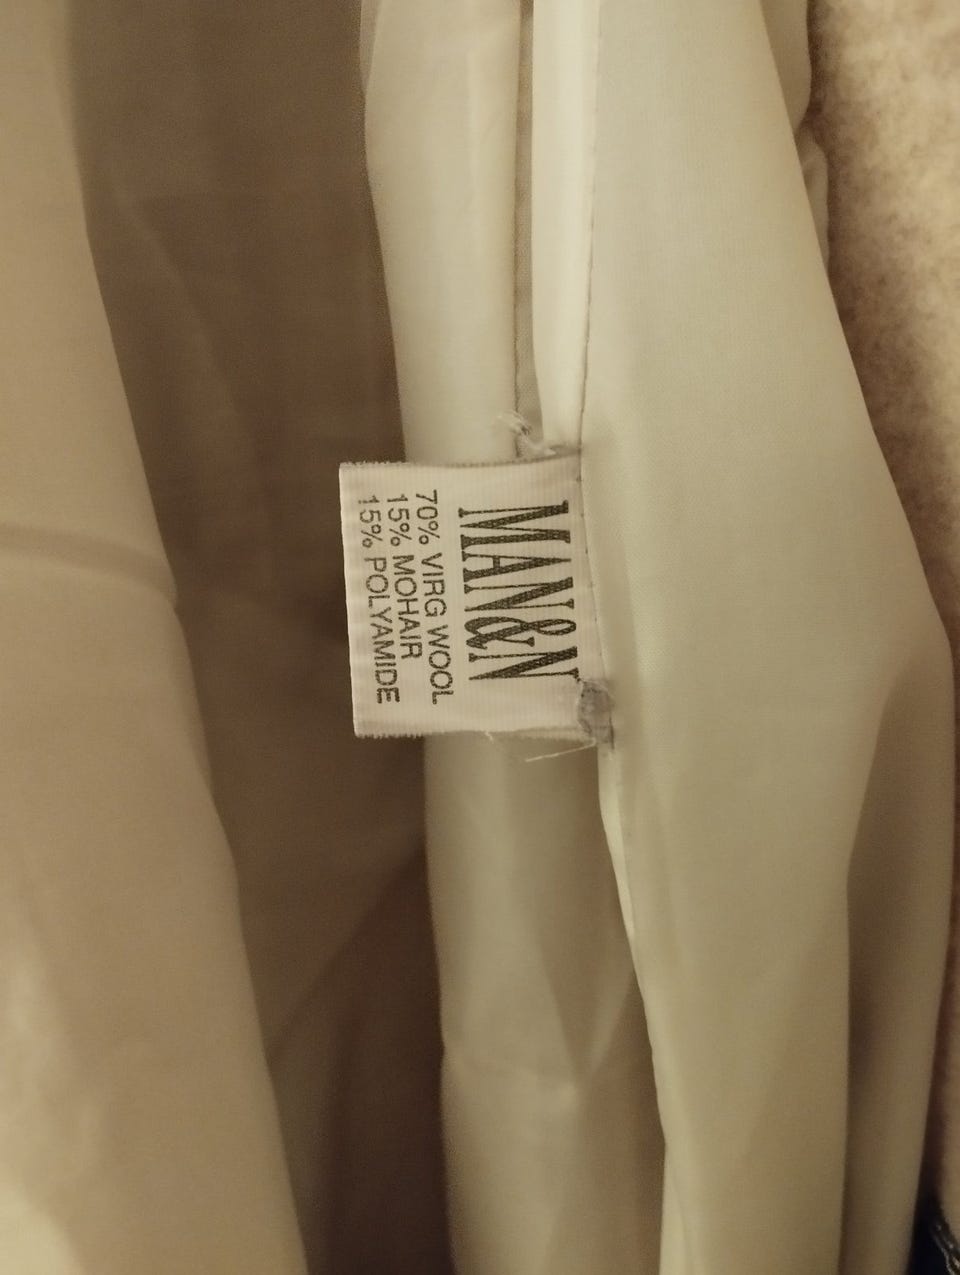 MAN&N
70% VIRG WOOL
15% MOHAIR
15% POLYAMIDE